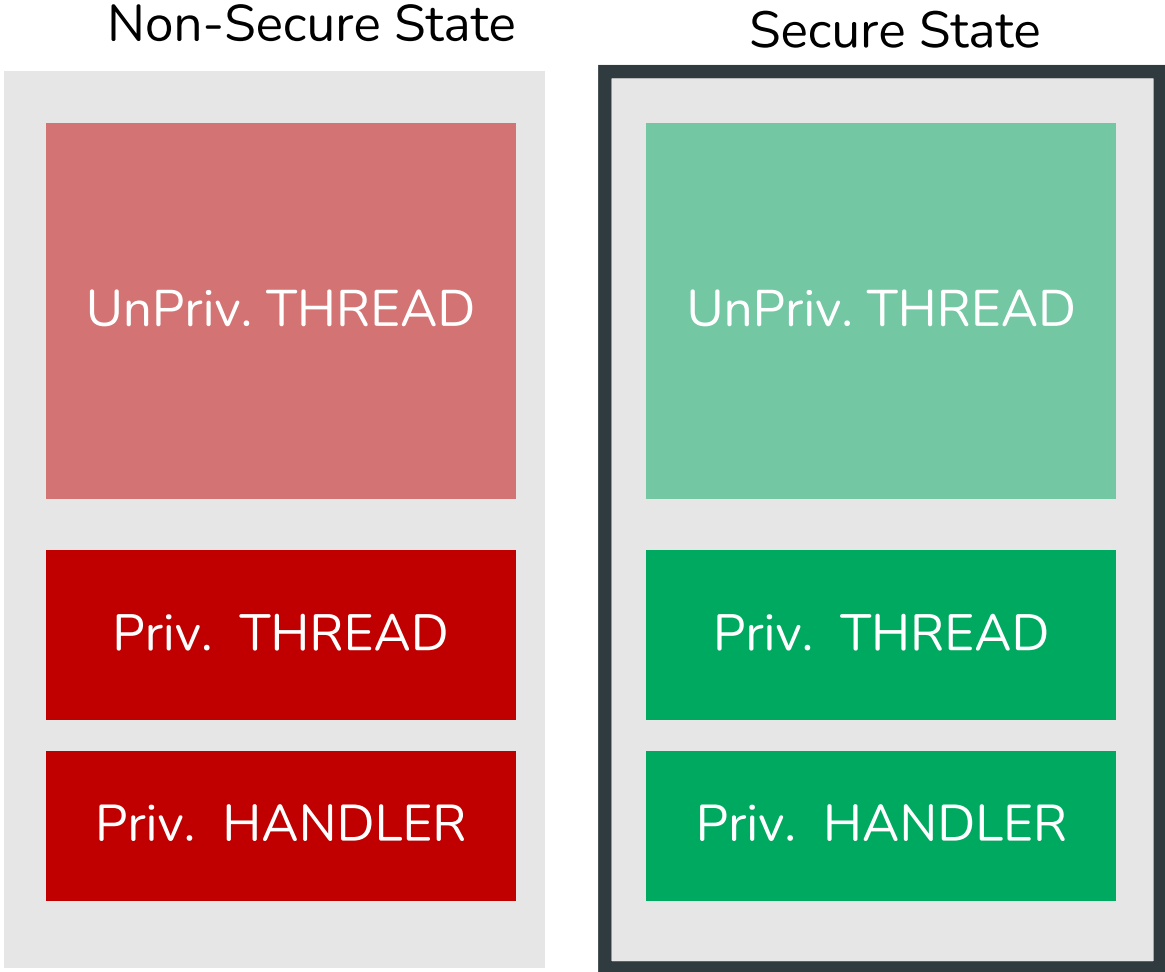 Non-Secure State
UnPriv. THREAD
Priv. THREAD
Priv. HANDLER
Secure State
UnPriv. THREAD
Priv. THREAD
Priv. HANDLER